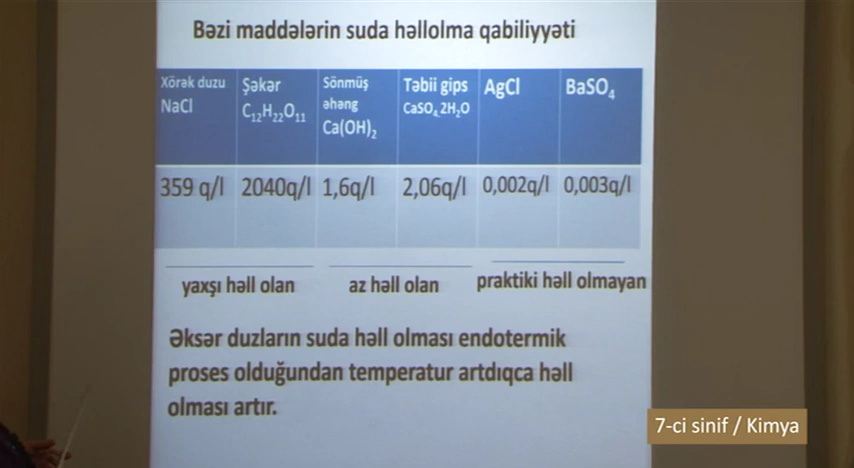 Bəzi maddələrin suda həllolma qabiliyyəti
Xörək duzu NaCl
Şəkər C₁₂H₂₂O₁₁
Sönmüş əhəng Ca(OH)₂
Təbii gips CaSO₄ 2H₂O
AgCl
BaSO₄
359 q/l 2040q/l 1,6q/l 2,06q/l 0,002q/l 0,003q/l
yaxşı həll olan az həll olan praktiki həll olmayan
Əksər duzların suda həll olması endotermik
proses olduğundan temperatur artdıqca həll
olması artır.
7-ci sinif / Kimya